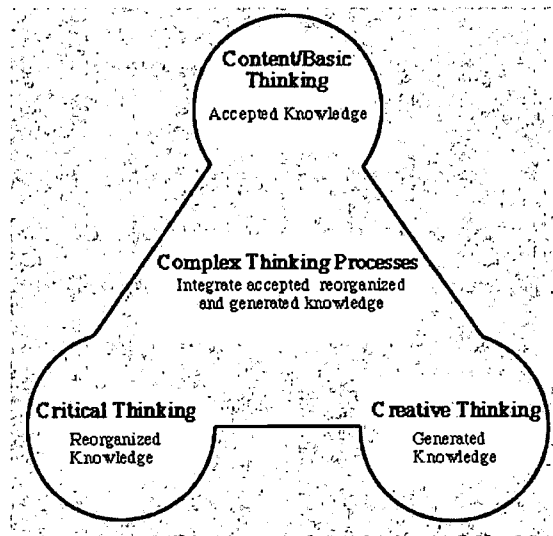 Content/Basic
Thinking
Accepted Knowledge
Complex Thinking Processes
Integrate accepted reorganized
and generated knowledge
Critical Thinking
Reorganized
Knowledge
Creative Thinking
Generated
Knowledge